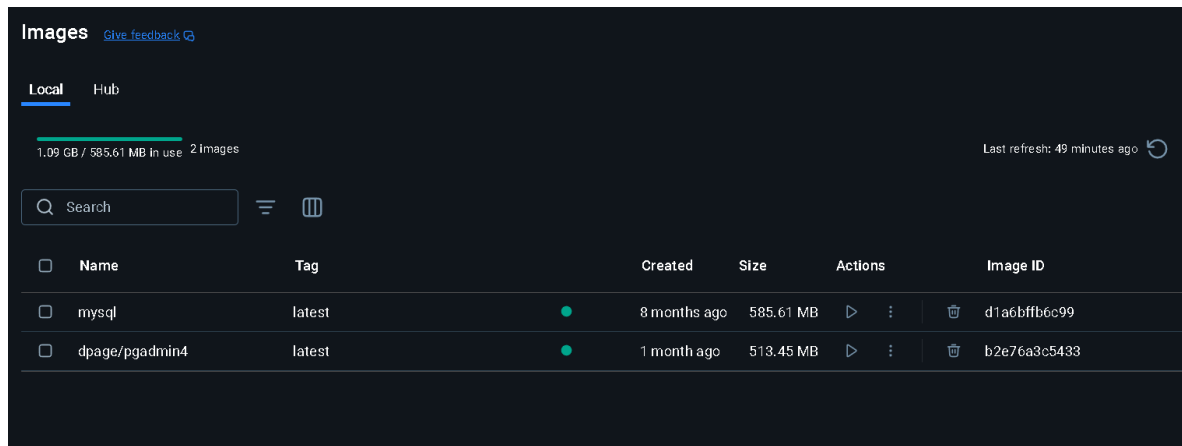 Images Give feedback
Local Hub
1.09 GB / 585.61 MB in use 2 images
Last refresh: 49 minutes ago
Search
Name Tag Created Size Actions Image ID
mysql latest 8 months ago 585.61 MB d1a6bffb6c99
dpage/pgadmin4 latest 1 month ago 513.45 MB b2e76a3c5433